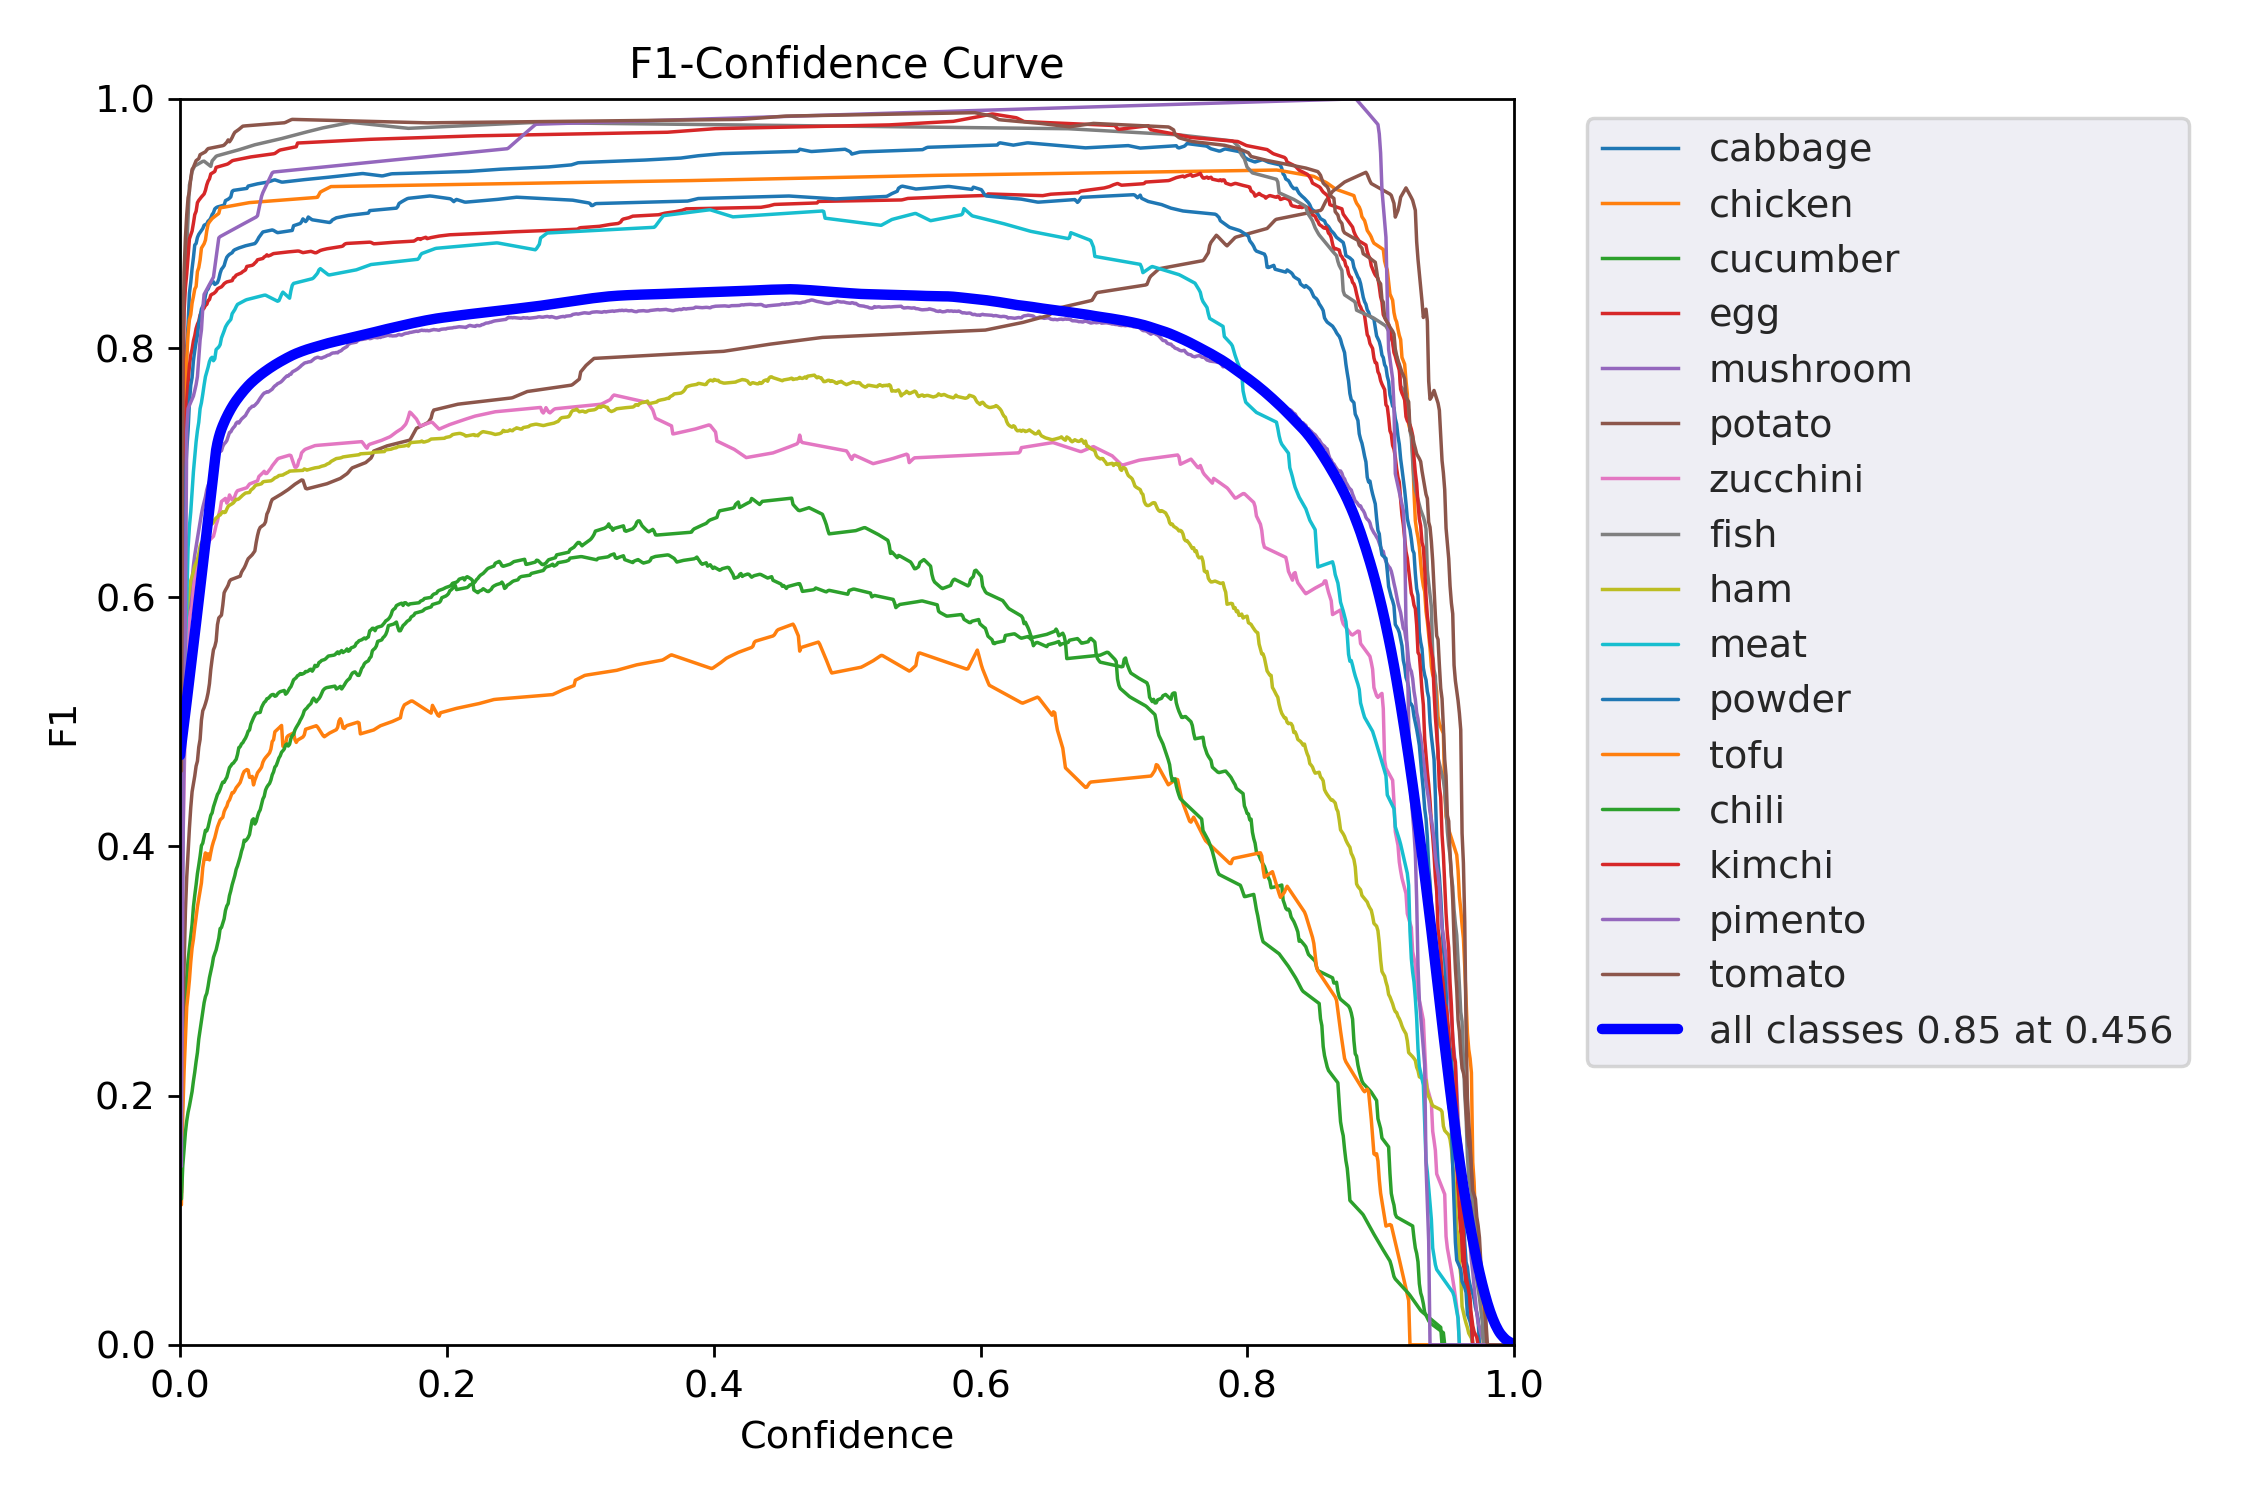 F1-Confidence Curve
1.0
0.8
0.6
0.4
0.2
0.0
F1
0.0 0.2 0.4 0.6 0.8 1.0
Confidence
cabbage
chicken
cucumber
egg
mushroom
potato
zucchini
fish
ham
meat
powder
tofu
chili
kimchi
pimento
tomato
all classes 0.85 at 0.456